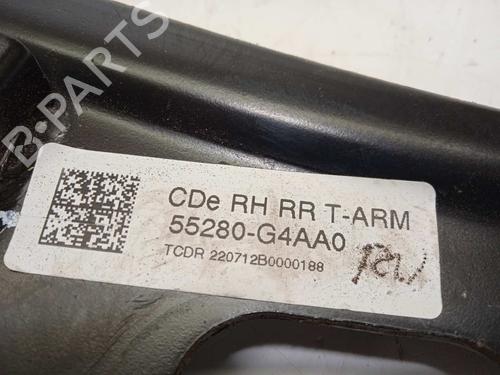 B-PARTS
CDe RH RR T-ARM
55280-G4AA0
TCDR 220712B0000188